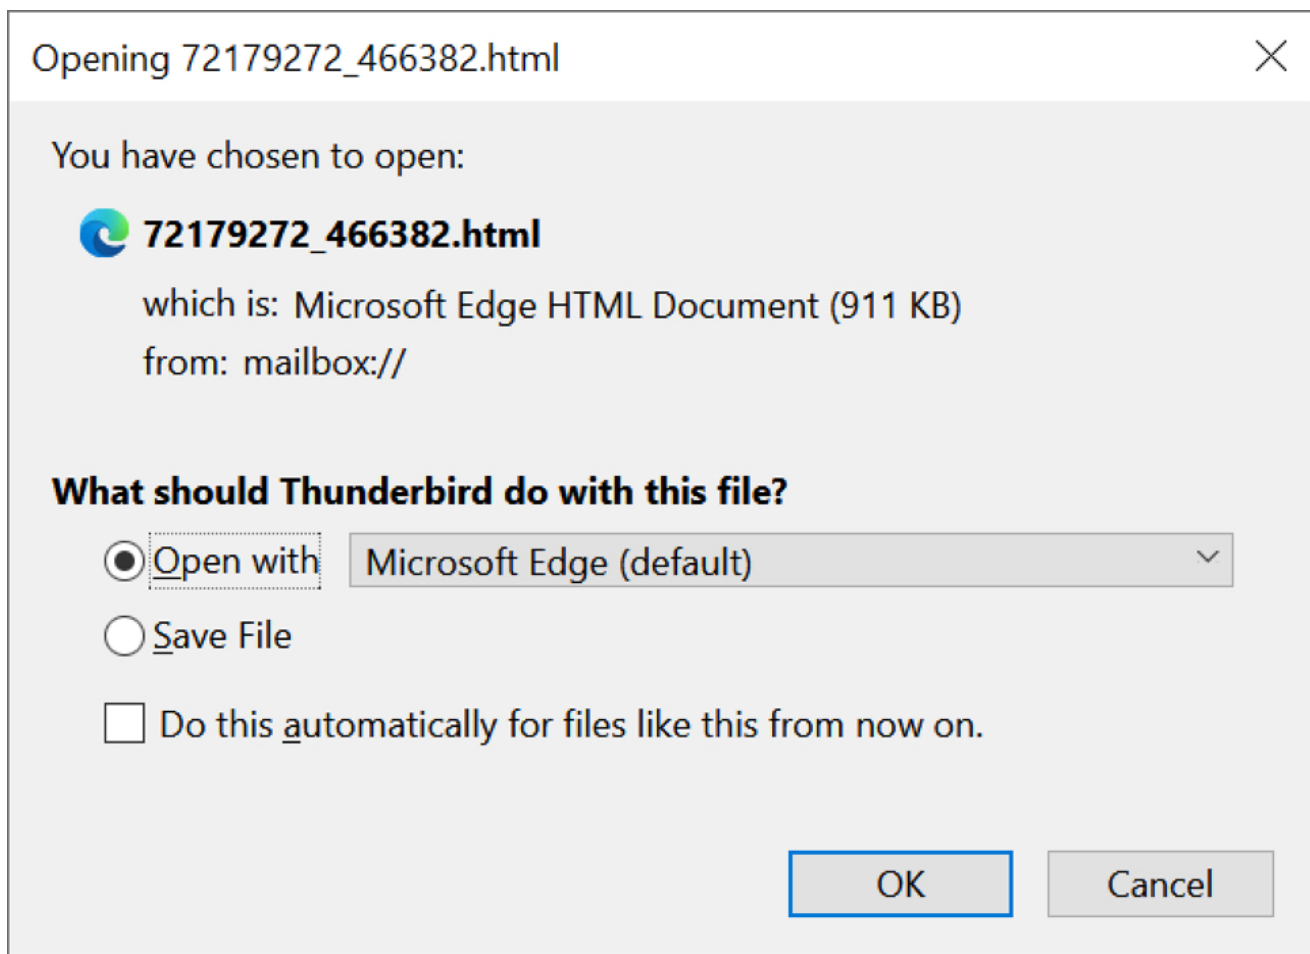 Opening 72179272_466382.html
You have chosen to open:
72179272_466382.html
which is: Microsoft Edge HTML Document (911 KB)
from: mailbox://
What should Thunderbird do with this file?
Open with Microsoft Edge (default)
Save File
Do this automatically for files like this from now on.
OK Cancel